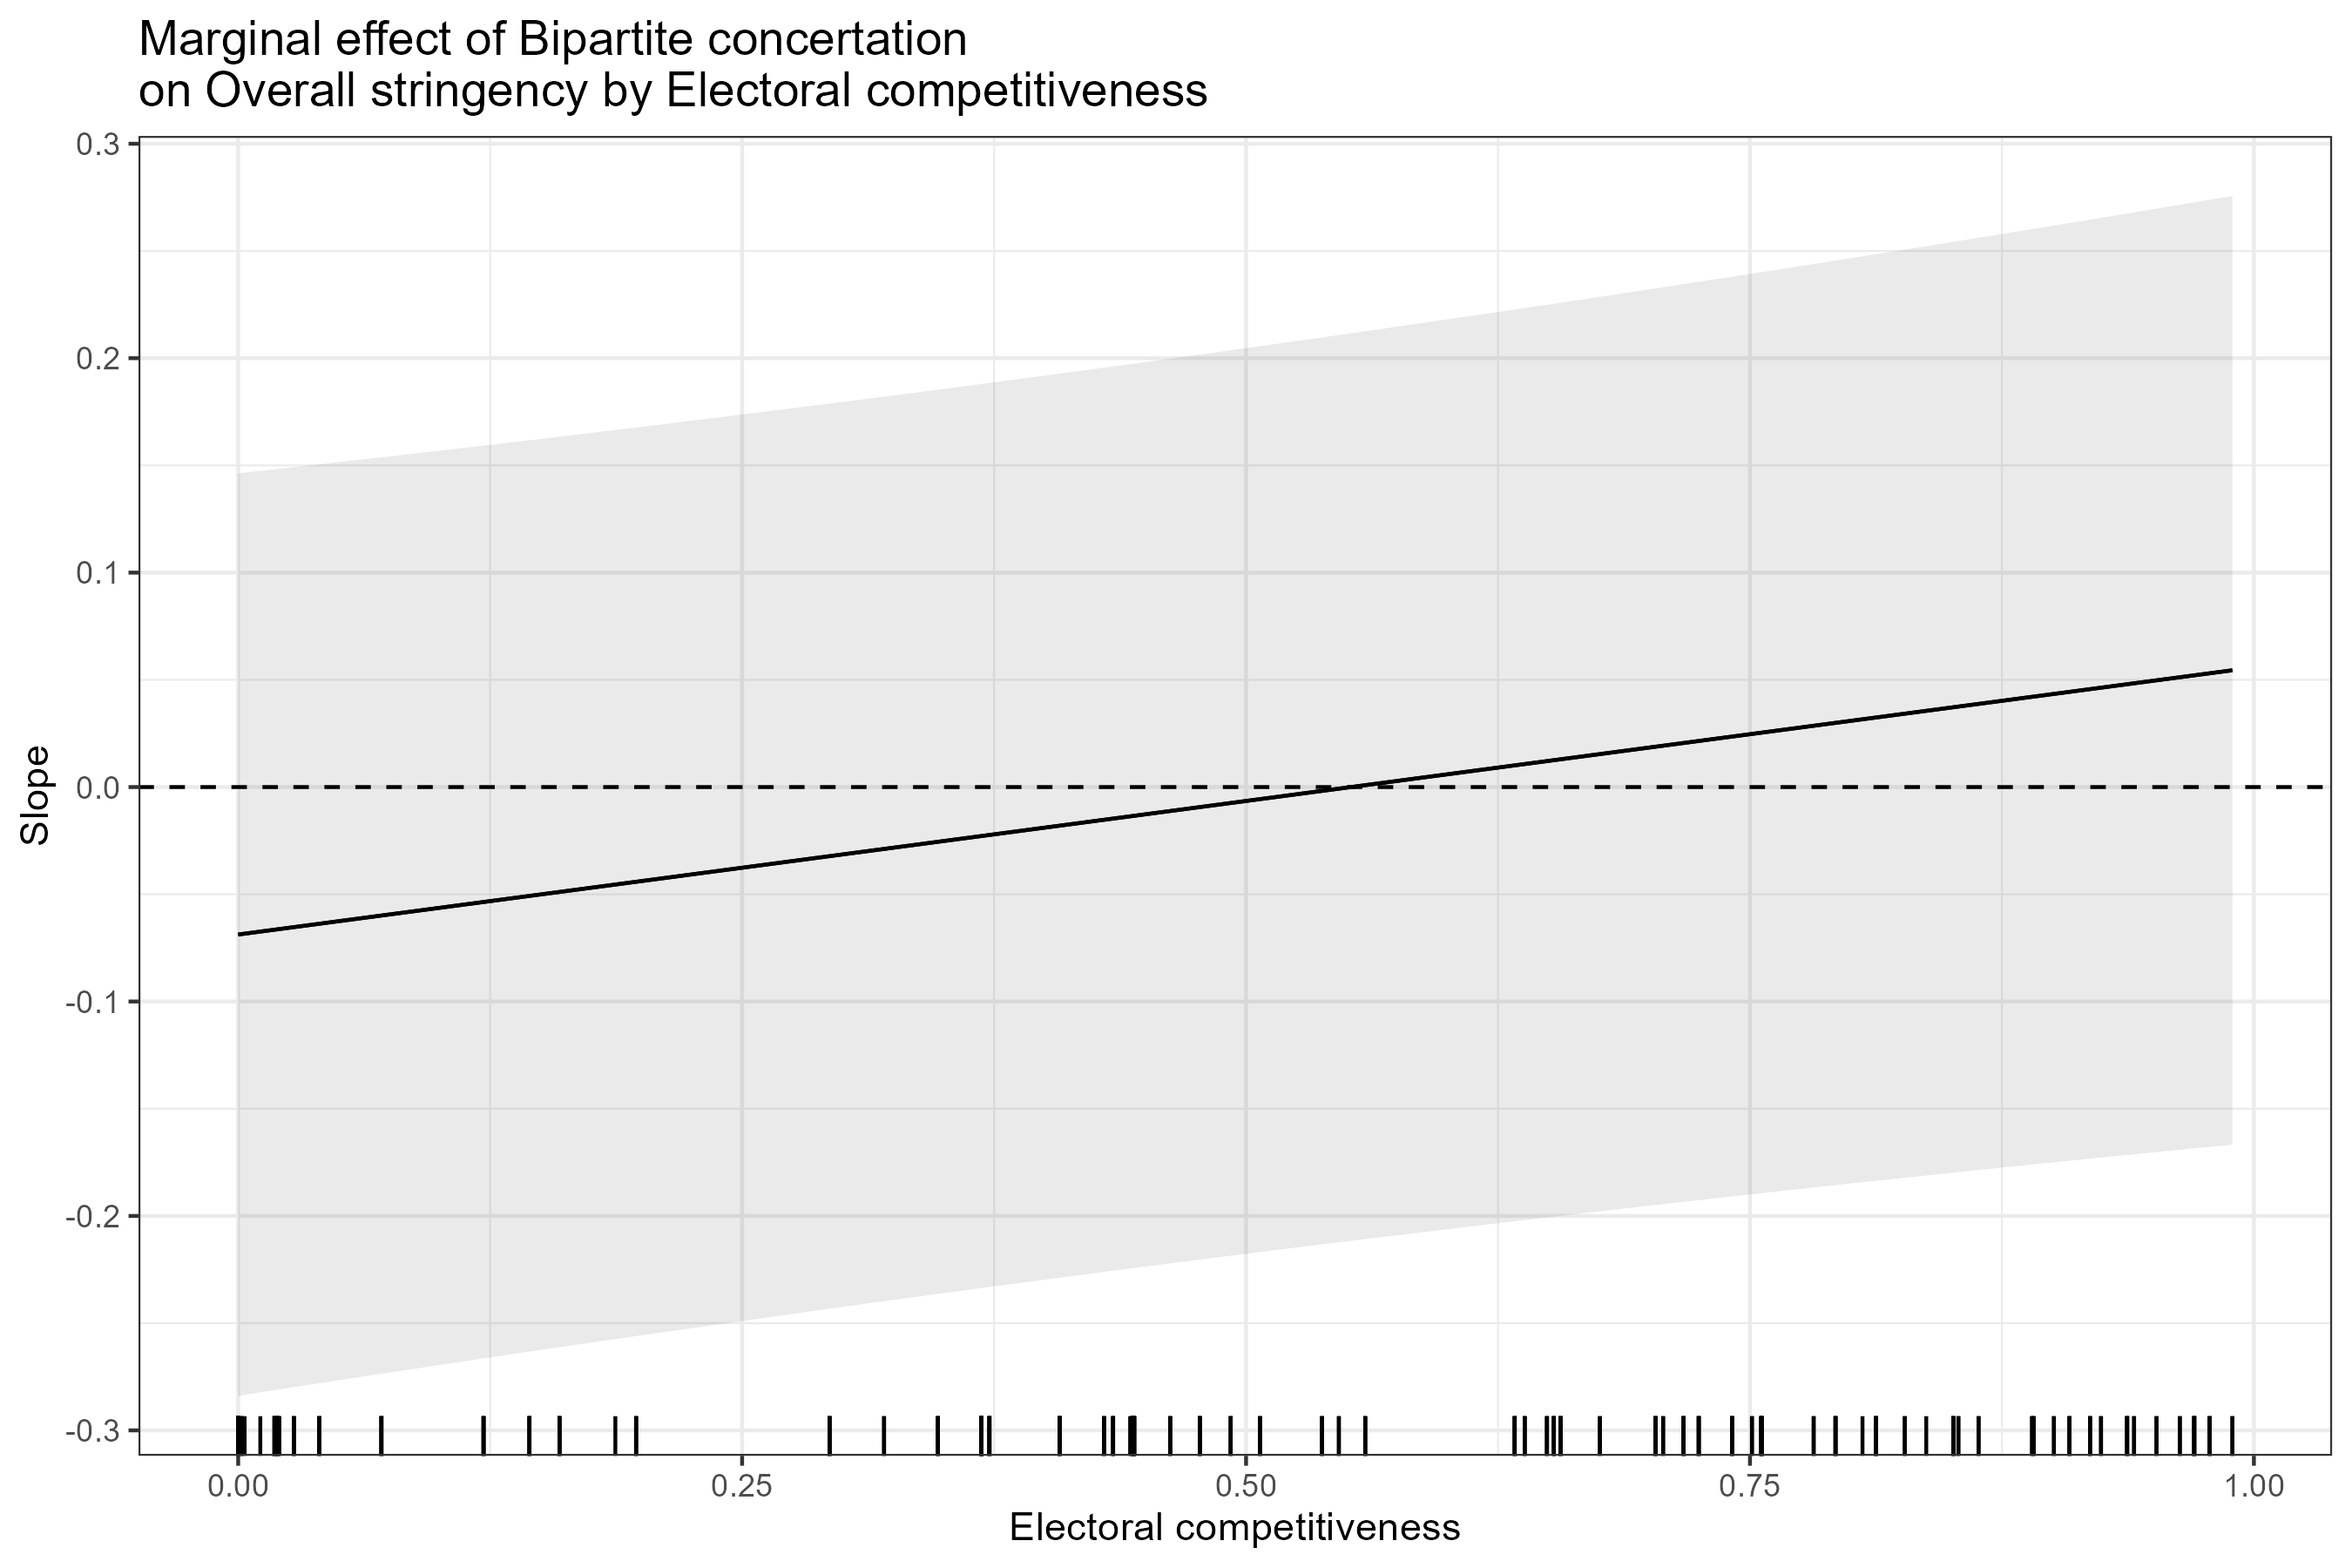 Marginal effect of Bipartite concertation
on Overall stringency by Electoral competitiveness
0.3
0.2
0.1
0.0
-0.1
-0.2
-0.3
Slope
0.00 0.25 0.50 0.75 1.00
Electoral competitiveness